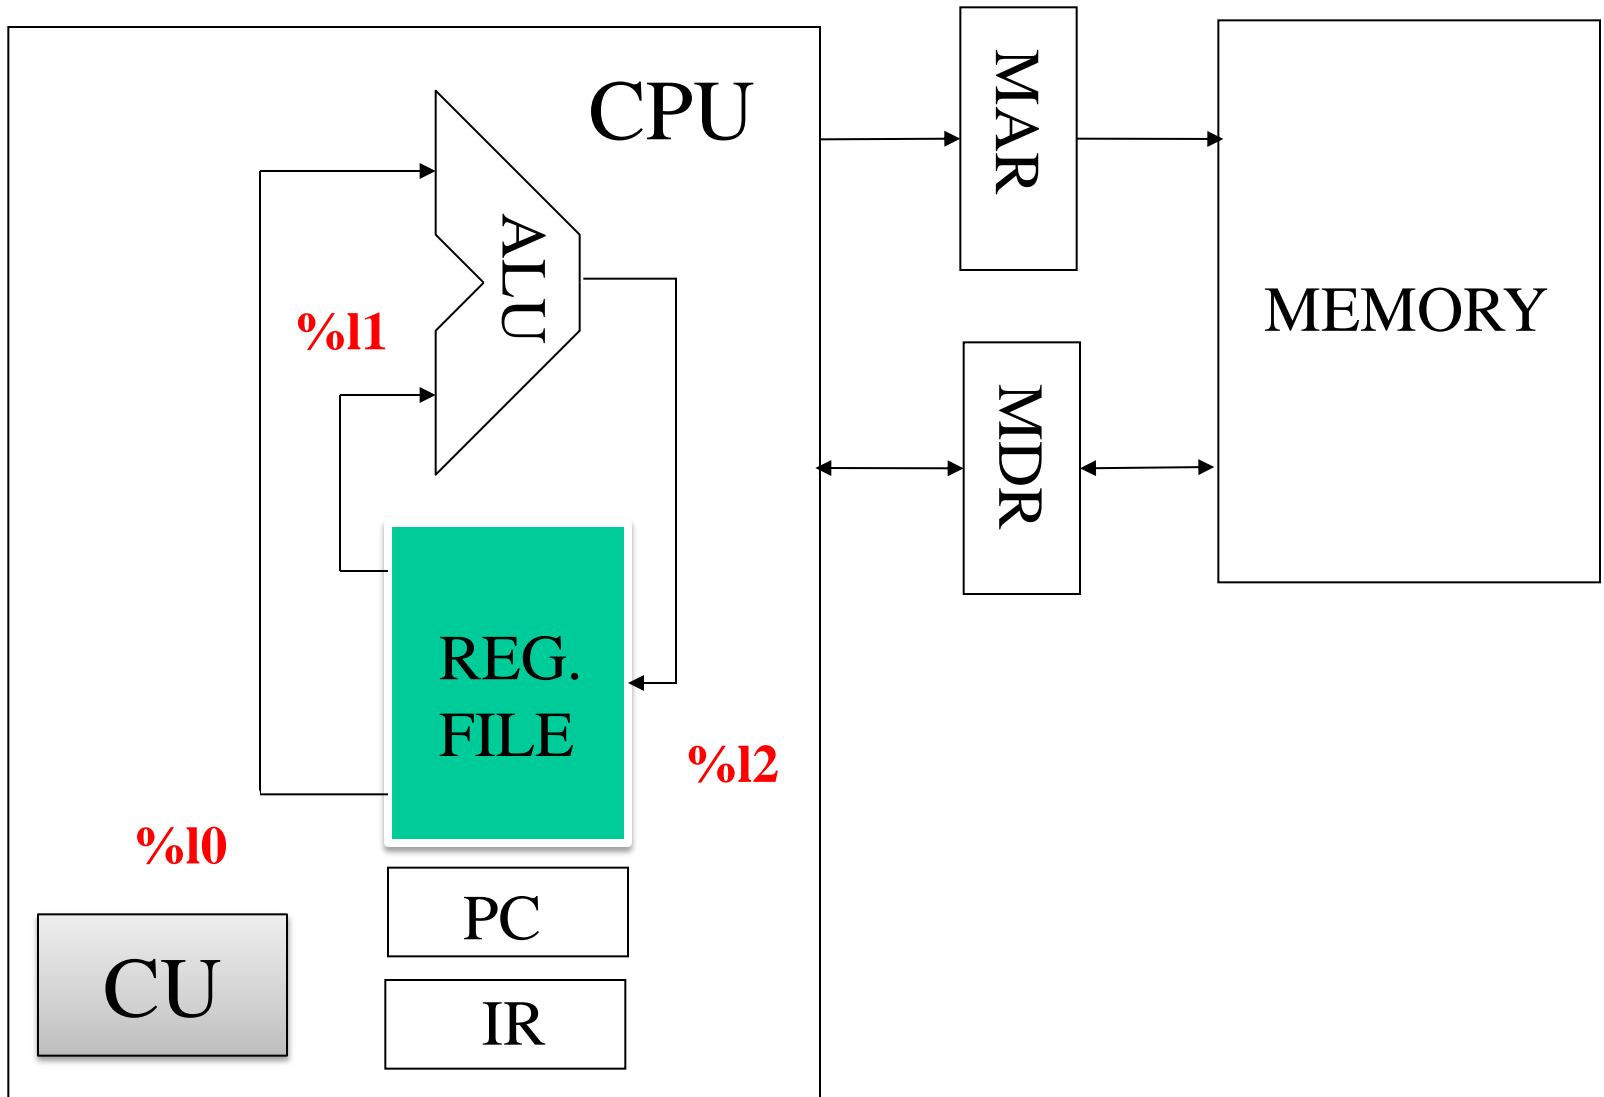 CPU
MAR
ALU
MEMORY
%l1
MDR
REG.
FILE
%l2
%l0
PC
CU
IR